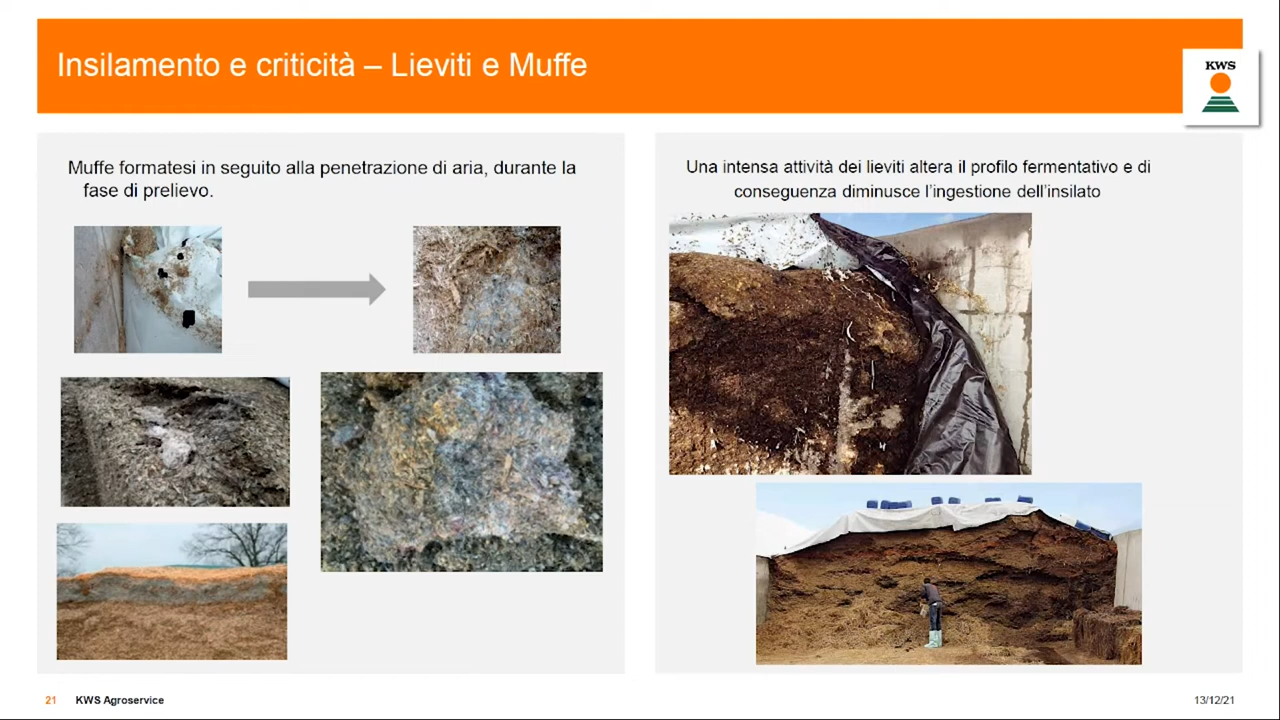 Insilamento e criticità – Lieviti e Muffe
KWS
Muffe formatesi in seguito alla penetrazione di aria, durante la
fase di prelievo.
Una intensa attività dei lieviti altera il profilo fermentativo e di
conseguenza diminusce l'ingestione dell'insilato
21 KWS Agroservice
13/12/21